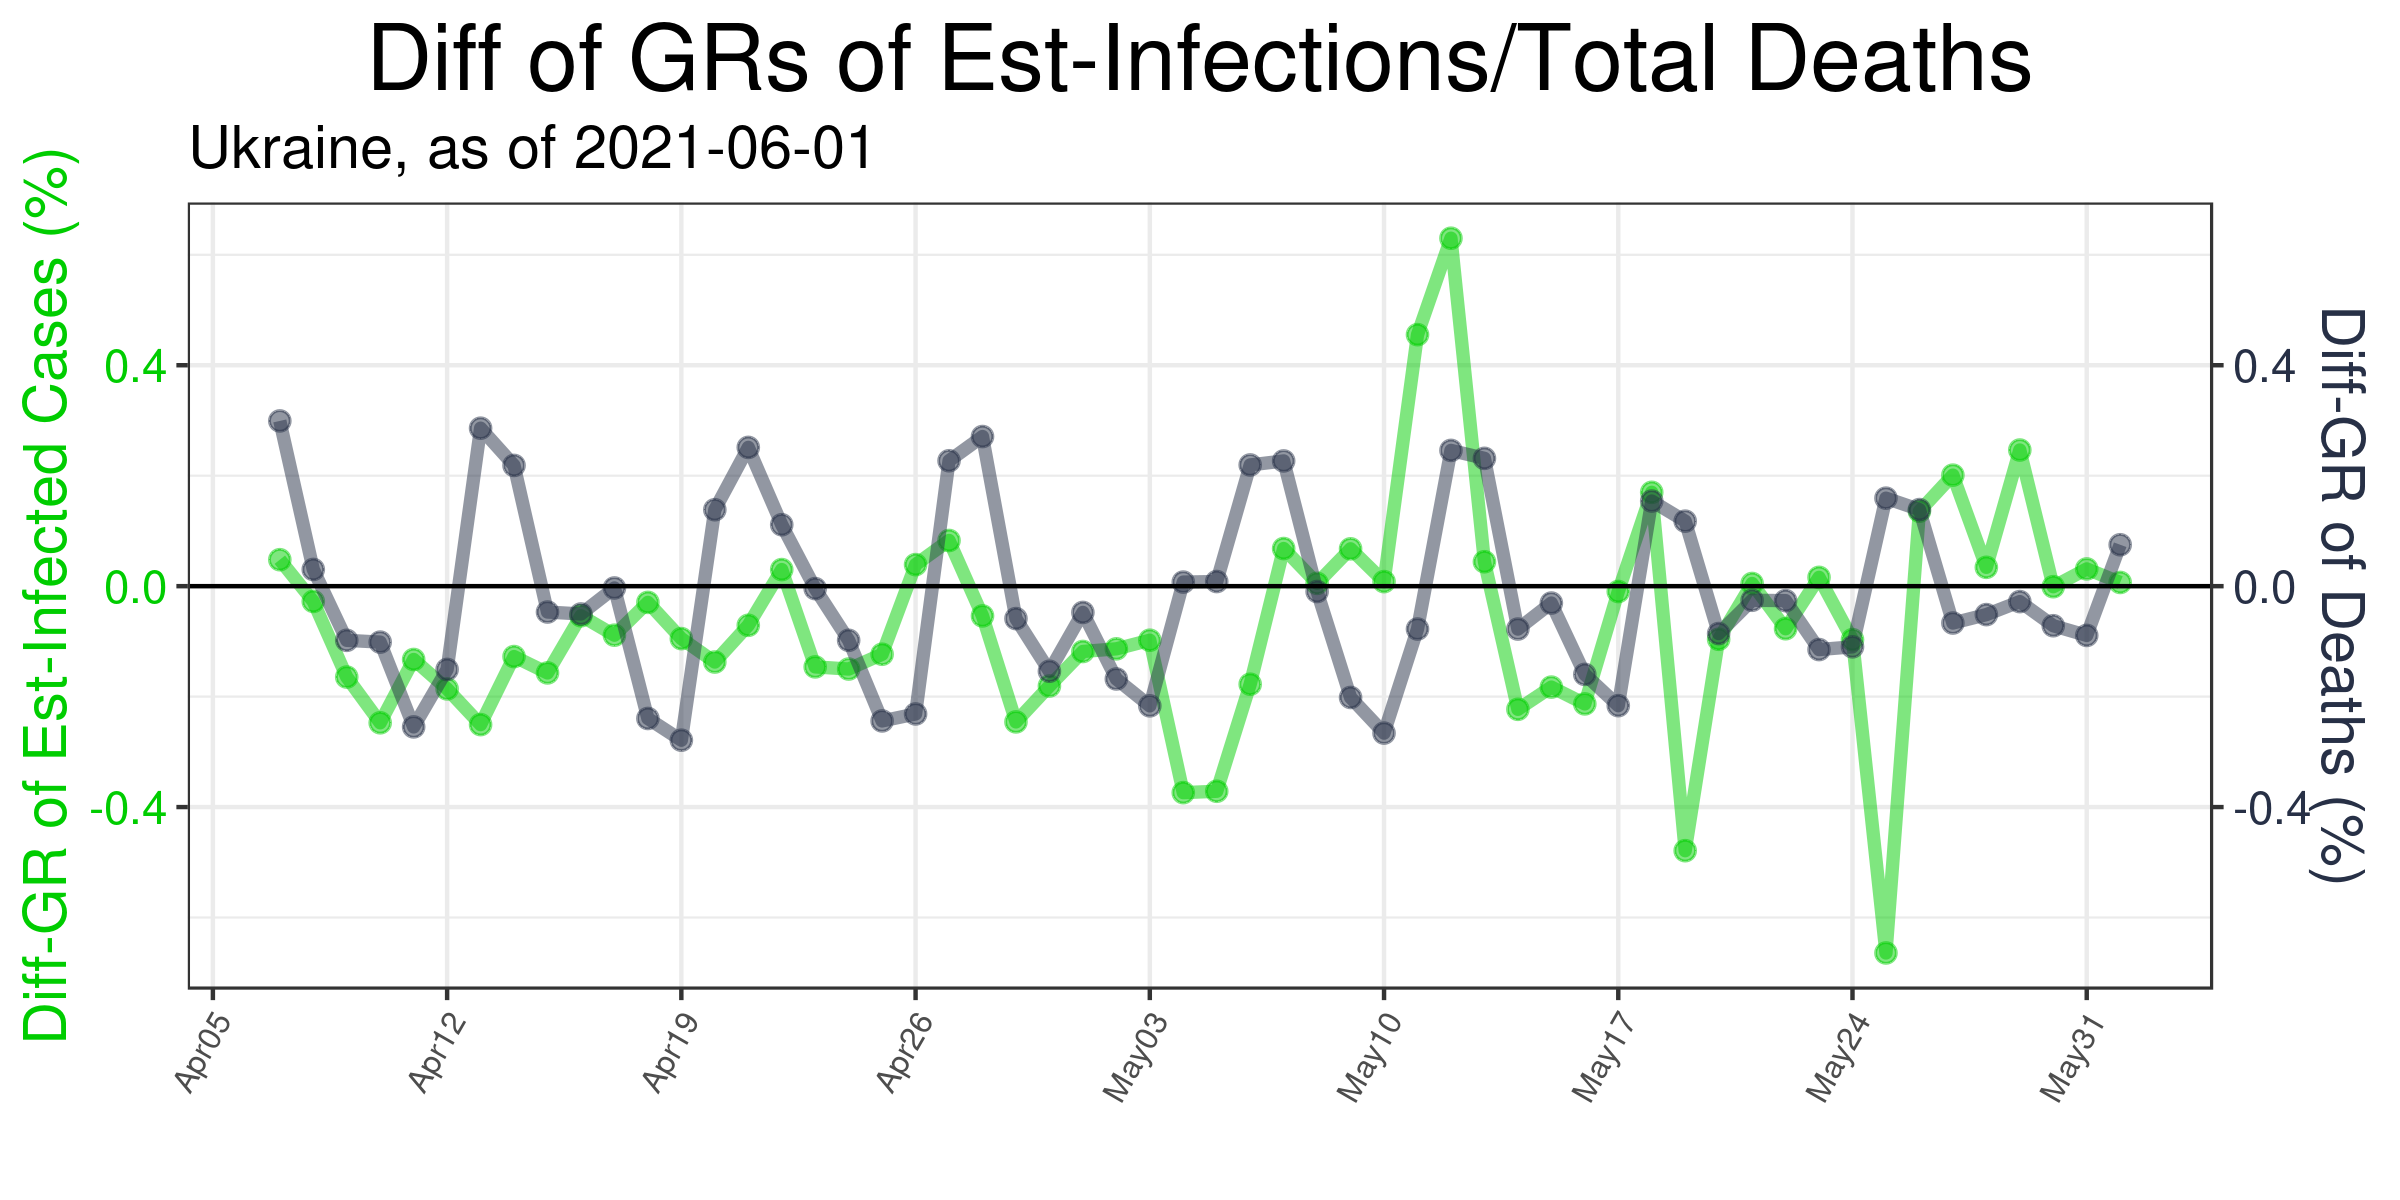 Diff of GRs of Est-Infections/Total Deaths
Ukraine, as of 2021-06-01
Diff-GR of Est-Infected Cases (%)
0.4
0.0
-0.4
0.4
0.0
-0.4
Diff-GR of Deaths (%)
Apr05
Apr12
Apr19
Apr26
May03
May10
May17
May24
May31